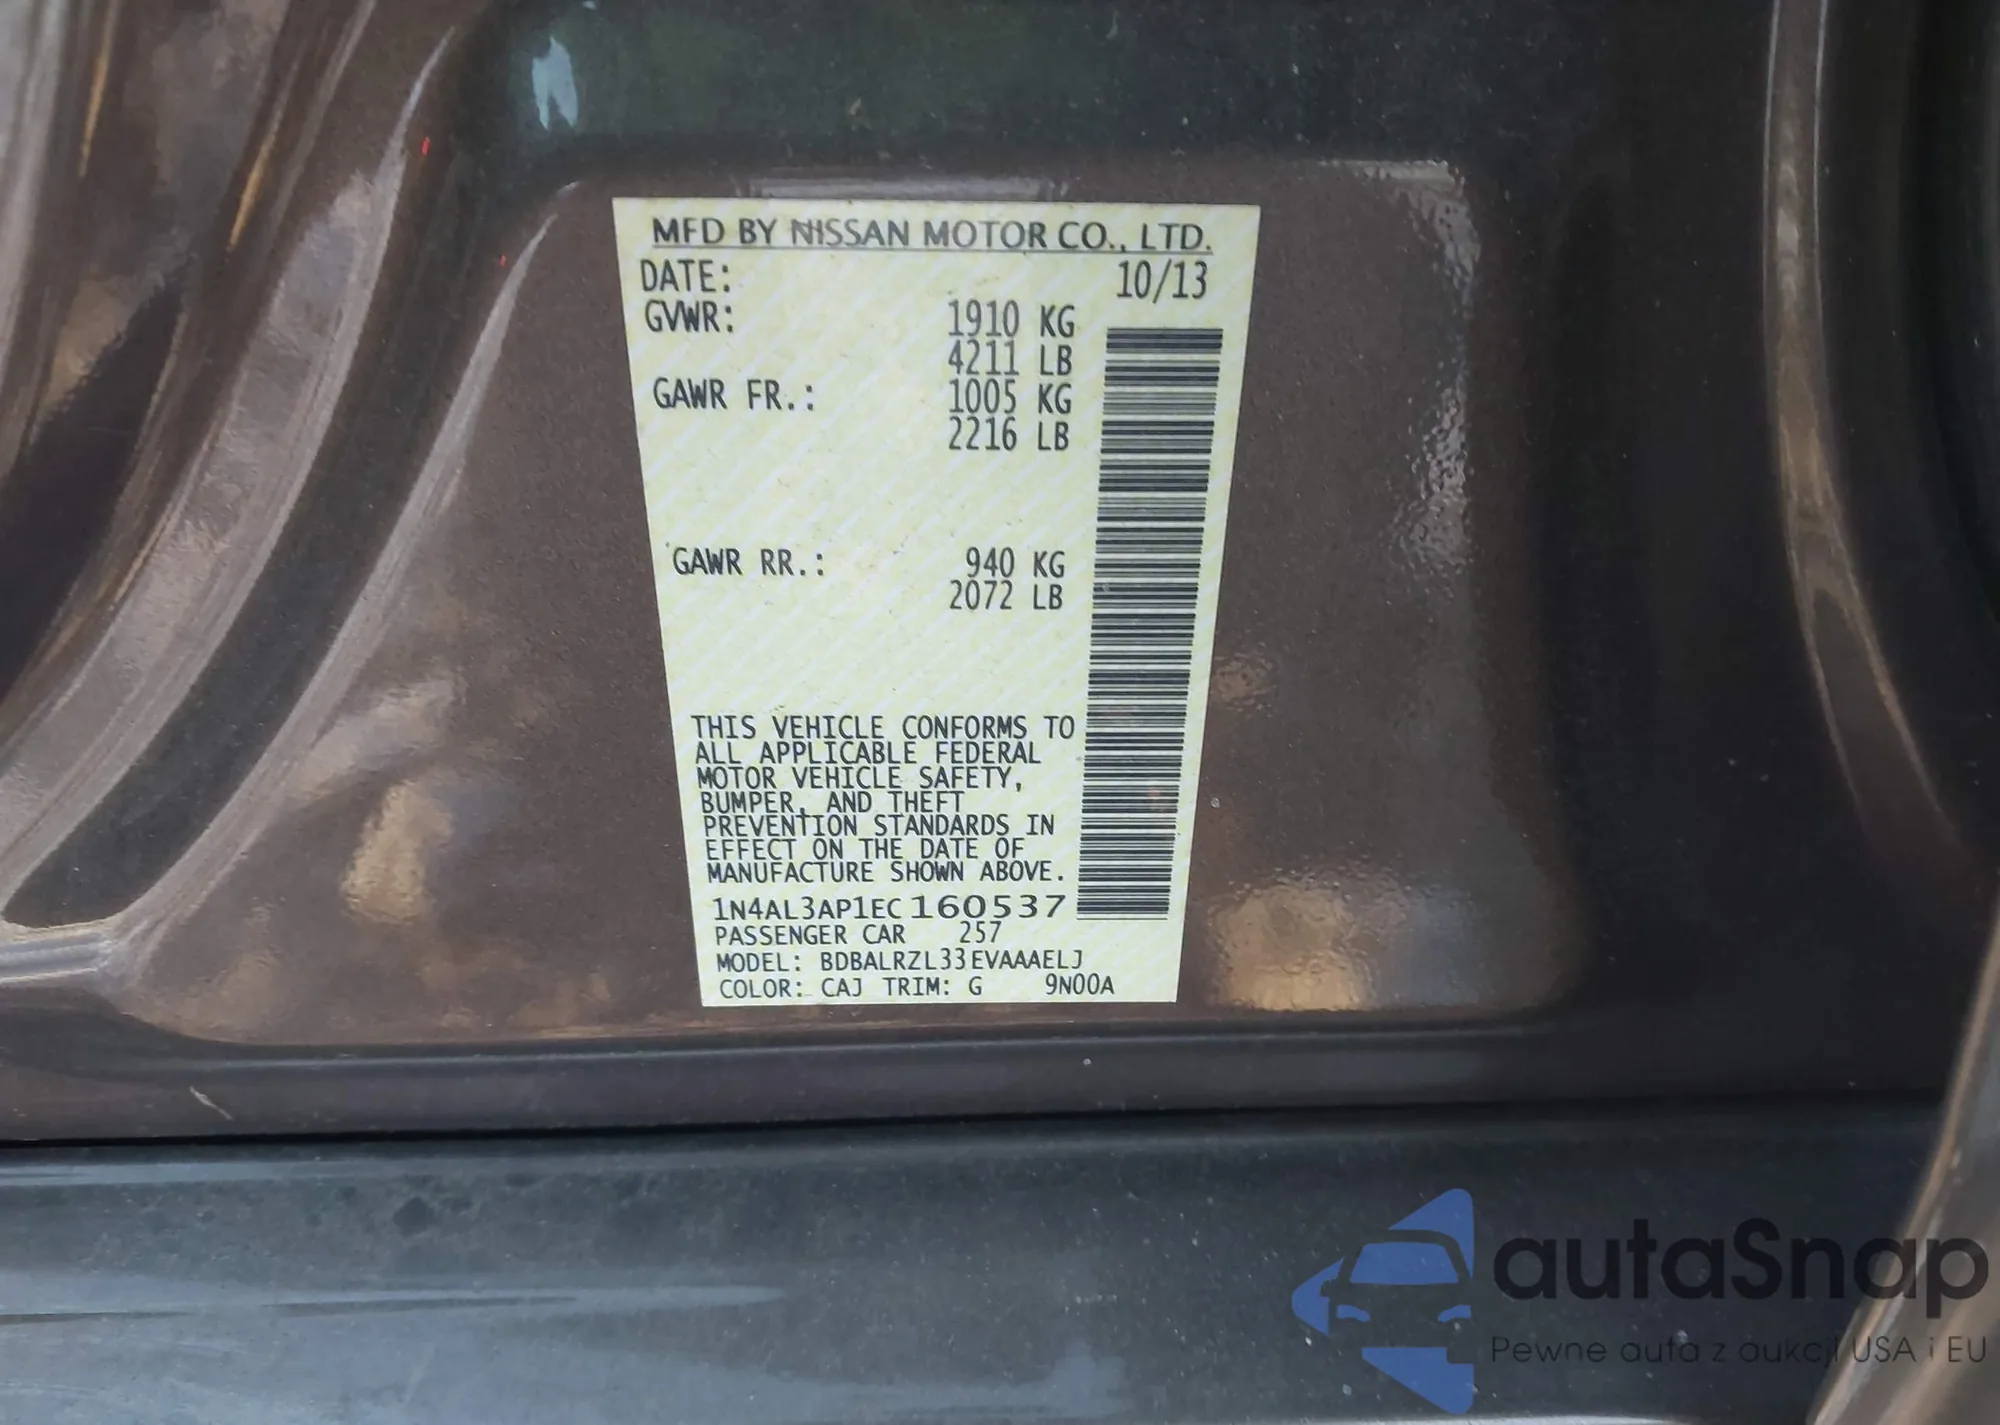 MFD BY NISSAN MOTOR CO., LTD.
DATE: 10/13
GVWR: 1910 KG
4211 LB
GAWR FR.: 1005 KG
2216 LB
GAWR RR.: 940 KG
2072 LB
THIS VEHICLE CONFORMS TO
ALL APPLICABLE FEDERAL
MOTOR VEHICLE SAFETY,
BUMPER, AND THEFT
PREVENTION STANDARDS IN
EFFECT ON THE DATE OF
MANUFACTURE SHOWN ABOVE.
1N4AL3AP1EC160537
PASSENGER CAR 257
MODEL: BDBALRZL33EVAAAELJ
COLOR: CAJ TRIM: G 9N00A
autaSnap
Pewne auta z aukcji USA i EU